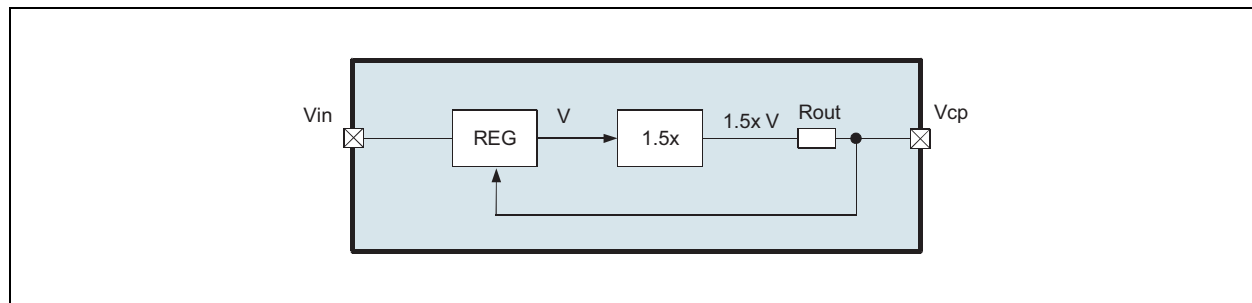 Vin
REG
V
1.5x
1.5x V
Rout
Vcp